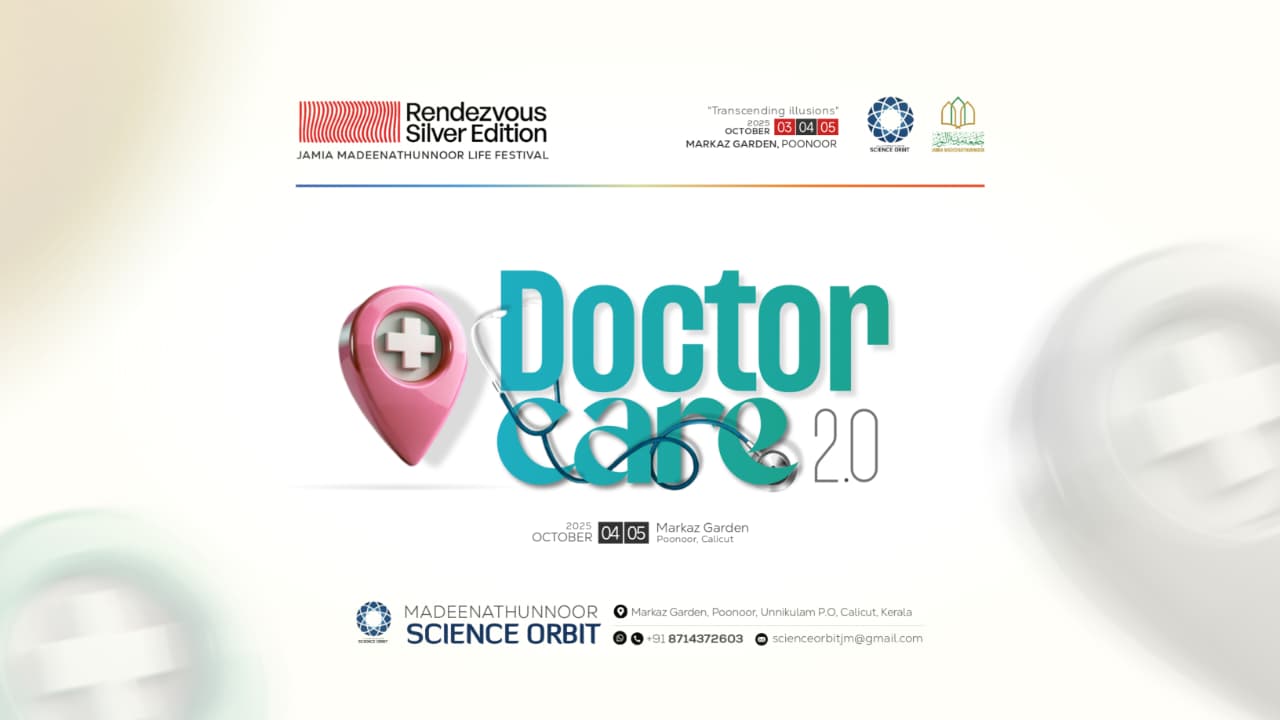 Rendezvous
Silver Edition
JAMIA MADEENATHUNNOOR LIFE FESTIVAL
"Transcending illusions"
2025
OCTOBER 03 04 05
MARKAZ GARDEN, POONOOR
SCIENCE ORBIT
JAMIA MADEENATHUNNOOR
Doctor
care 2.0
2025
OCTOBER 04 05
Markaz Garden
Poonoor, Calicut
SCIENCE ORBIT
MADEENATHUNNOOR
SCIENCE ORBIT
Markaz Garden, Poonoor, Unnikulam P.O, Calicut, Kerala
+91 8714372603
scienceorbitjm@gmail.com